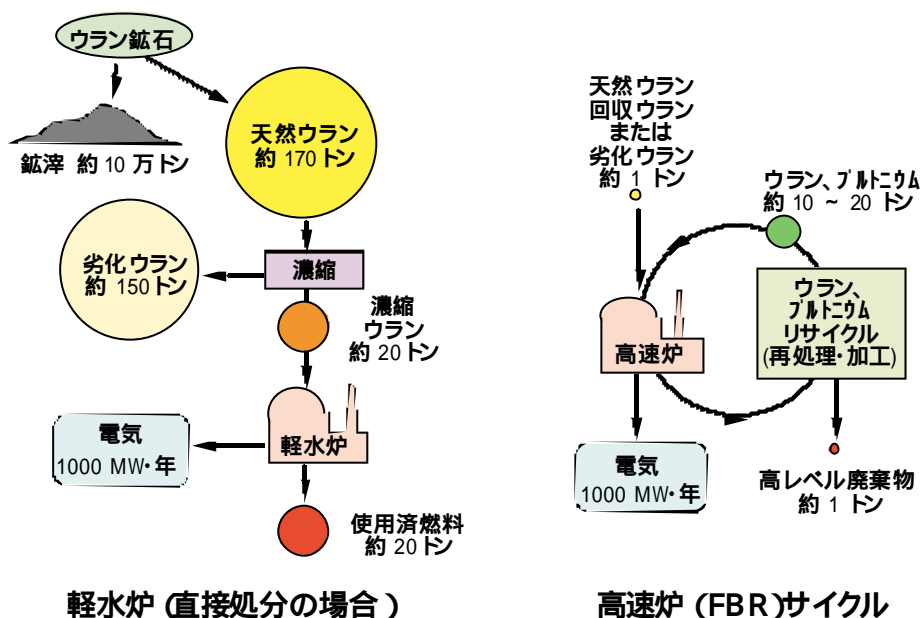 ウラン鉱石
鉱滓 約 10 万トン
天然ウラン
約 170 トン
劣化ウラン
約 150 トン
濃縮
濃縮
ウラン
約 20 トン
軽水炉
電気
1000 MW･年
使用済燃料
約 20 トン
軽水炉 (直接処分の場合 )
天然ウラン
回収ウラン
または
劣化ウラン
約 1 トン
ウラン、プルトニウム
約 10 ～ 20 トン
高速炉
ウラン、
プルトニウム
リサイクル
(再処理･加工)
電気
1000 MW･年
高レベル廃棄物
約 1 トン
高速炉 (FBR )サイクル